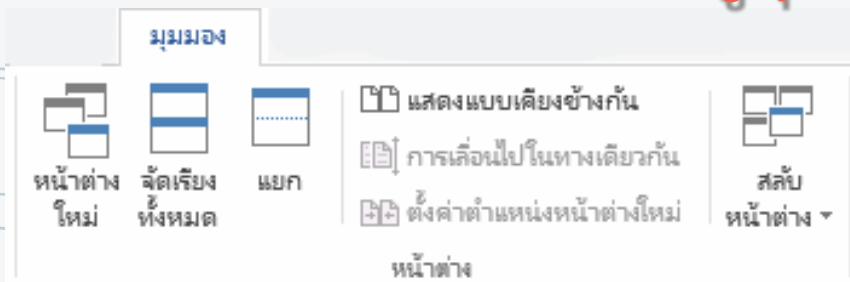 มุมมอง
หน้าต่าง
ใหม่
จัดเรียง
ทั้งหมด
แยก
แสดงแบบเคียงข้างกัน
การเลื่อนไปในทางเดียวกัน
ตั้งค่าตำแหน่งหน้าต่างใหม่
สลับ
หน้าต่าง
หน้าต่าง